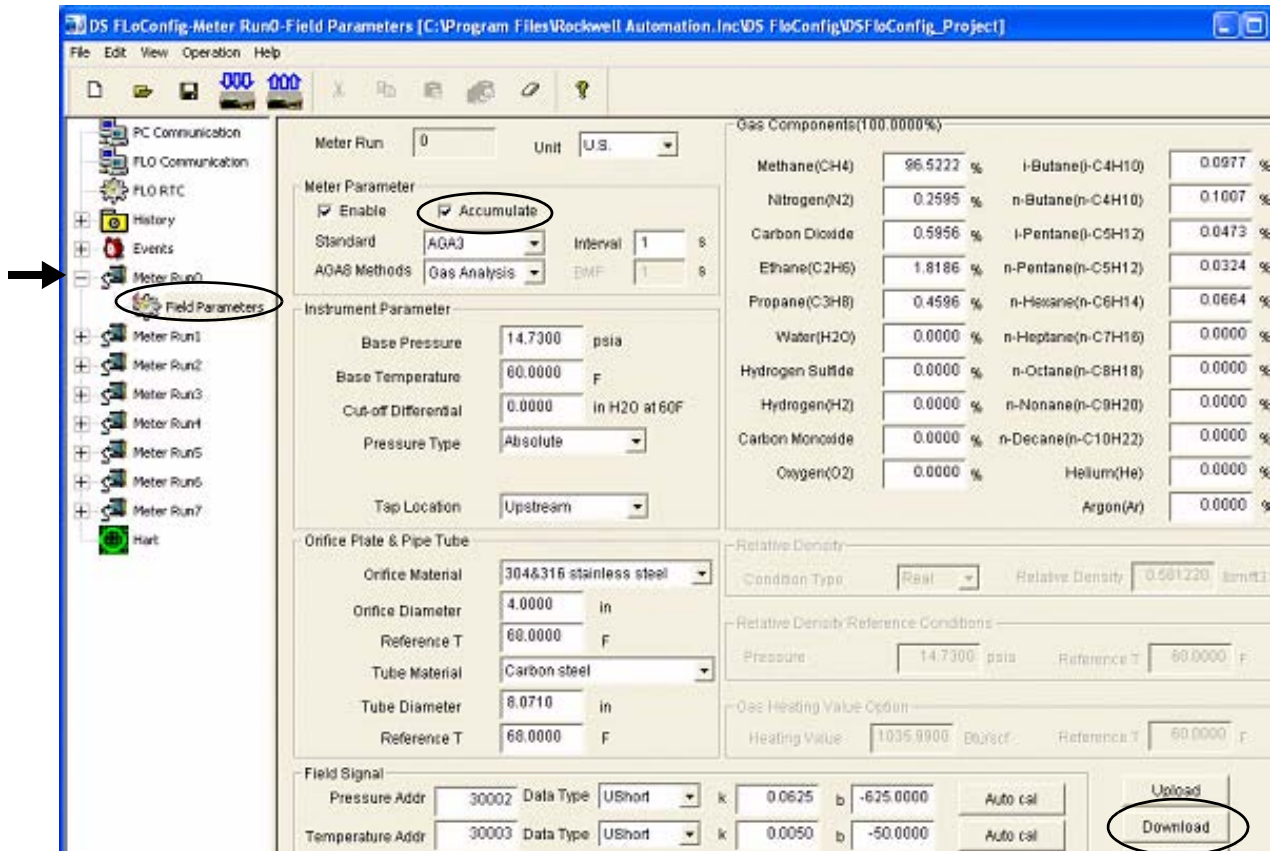 DS FLoConfig-Meter Run0-Field Parameters [C:\Program Files\Rockwell Automation.Inc\DS FloConfig\DSFloConfig_Project]
File Edit View Operation Help
PC Communication
FLO Communication
FLO RTC
History
Events
Meter Run0
Field Parameters
Meter Run1
Meter Run2
Meter Run3
Meter Run4
Meter Run5
Meter Run6
Meter Run7
Hart
Meter Run 0 Unit U.S.
Meter Parameter
Enable Accumulate
Standard AGA3 Interval 1 s
AGA8 Methods Gas Analysis BMF 1 s
Instrument Parameter
Base Pressure 14.7300 psia
Base Temperature 60.0000 F
Cut-off Differential 0.0000 in H2O at 60F
Pressure Type Absolute
Tap Location Upstream
Orifice Plate & Pipe Tube
Orifice Material 304&316 stainless steel
Orifice Diameter 4.0000 in
Reference T 68.0000 F
Tube Material Carbon steel
Tube Diameter 8.0710 in
Reference T 68.0000 F
Gas Components(100.0000%)
Methane(CH4) 96.5222 % i-Butane(i-C4H10) 0.0977 %
Nitrogen(N2) 0.2595 % n-Butane(n-C4H10) 0.1007 %
Carbon Dioxide 0.5956 % i-Pentane(i-C5H12) 0.0473 %
Ethane(C2H6) 1.8186 % n-Pentane(n-C5H12) 0.0324 %
Propane(C3H8) 0.4596 % n-Hexane(n-C6H14) 0.0664 %
Water(H2O) 0.0000 % n-Heptane(n-C7H16) 0.0000 %
Hydrogen Sulfide 0.0000 % n-Octane(n-C8H18) 0.0000 %
Hydrogen(H2) 0.0000 % n-Nonane(n-C9H20) 0.0000 %
Carbon Monoxide 0.0000 % n-Decane(n-C10H22) 0.0000 %
Oxygen(O2) 0.0000 % Helium(He) 0.0000 %
Argon(Ar) 0.0000 %
Relative Density
Condition Type Real Relative Density 0.581220
Relative Density Reference Conditions
Pressure 14.7300 psia Reference T 60.0000 F
Gas Heating Value Option
Heating Value 1035.9900 Btu/scf Reference T 60.0000 F
Field Signal
Pressure Addr 30002 Data Type UShort k 0.0625 b -625.0000 Auto cal
Temperature Addr 30003 Data Type UShort k 0.0050 b -50.0000 Auto cal
Upload
Download